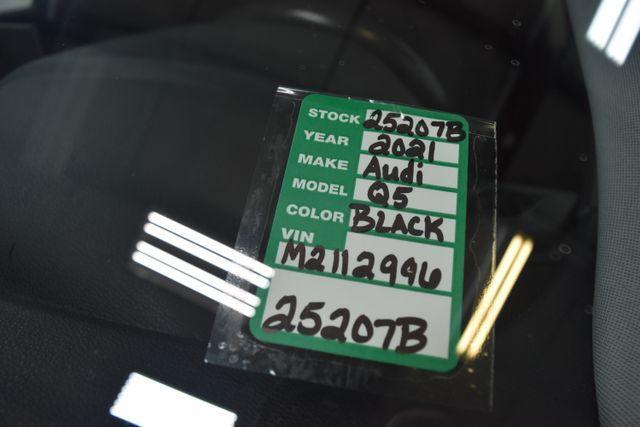 STOCK 25207B
YEAR 2021
MAKE Audi
MODEL Q5
COLOR BLACK
VIN
M2112996
25207B